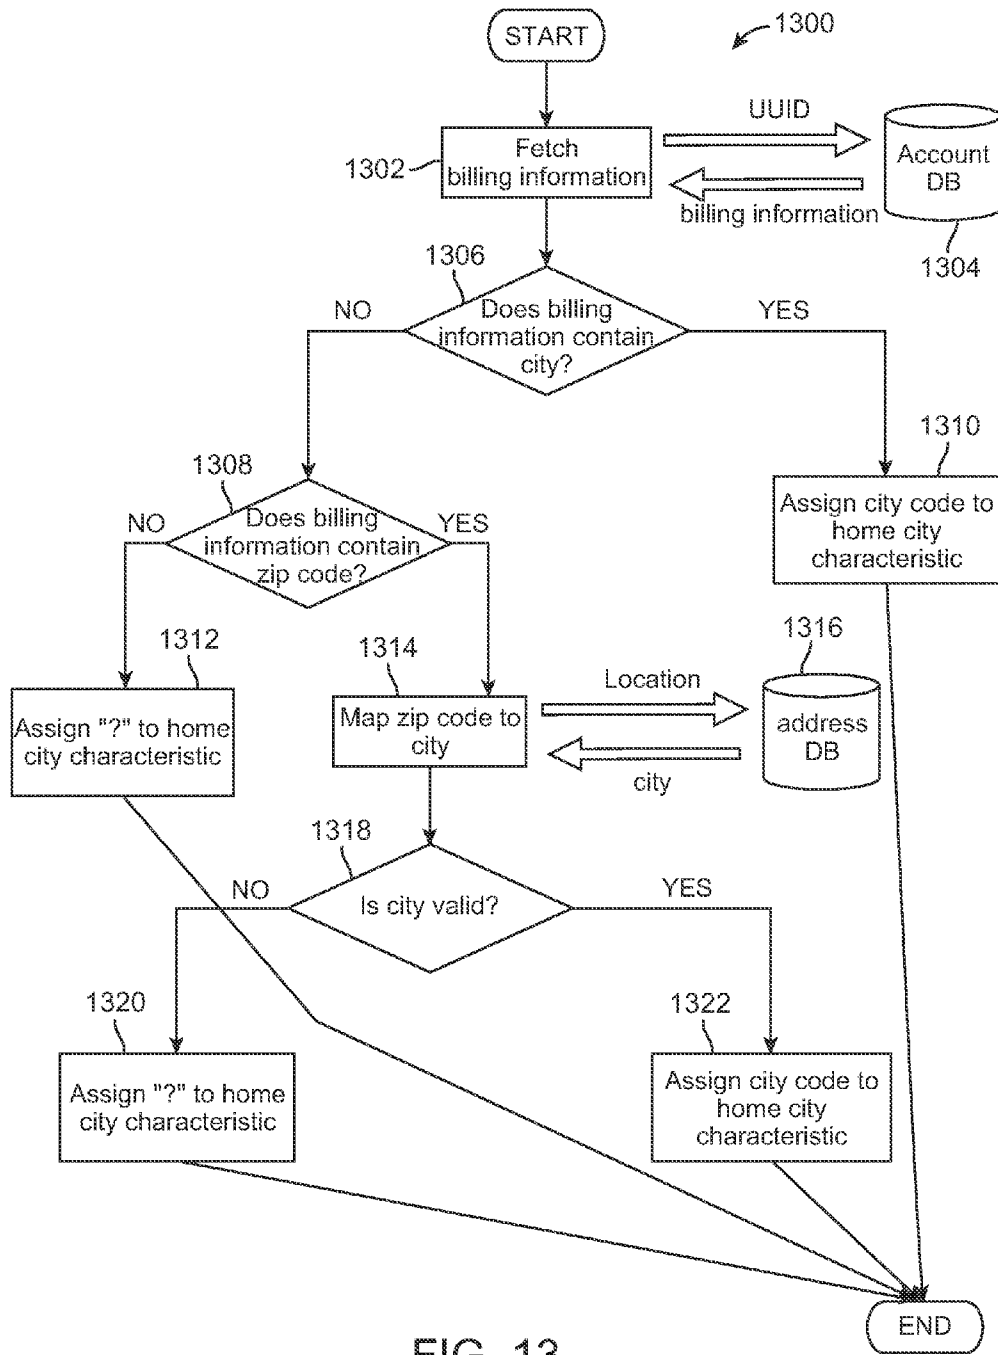 START
1300
UUID
1302
Fetch
billing information
Account
DB
billing information
1304
1306
NO
Does billing
information contain
city?
YES
1308
NO
Does billing
information contain
zip code?
YES
1310
Assign city code to
home city
characteristic
1312
Assign "?" to home
city characteristic
1314
Map zip code to
city
Location
city
1316
address
DB
1318
NO
Is city valid?
YES
1320
Assign "?" to home
city characteristic
1322
Assign city code to
home city
characteristic
END
FIG. 13